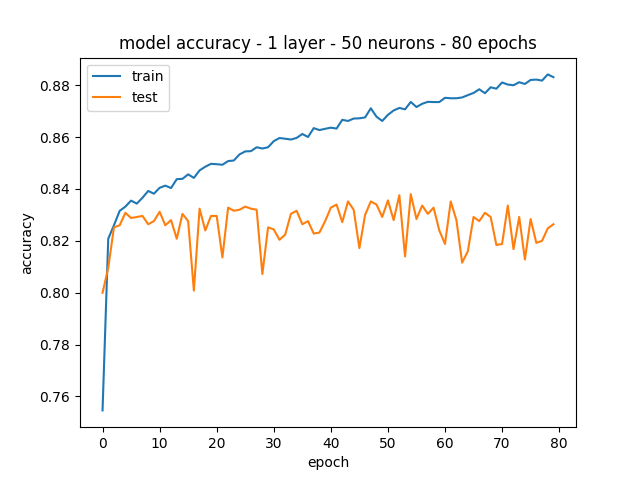 model accuracy - 1 layer - 50 neurons - 80 epochs
train
test
accuracy
0.88
0.86
0.84
0.82
0.80
0.78
0.76
0 10 20 30 40 50 60 70 80
epoch